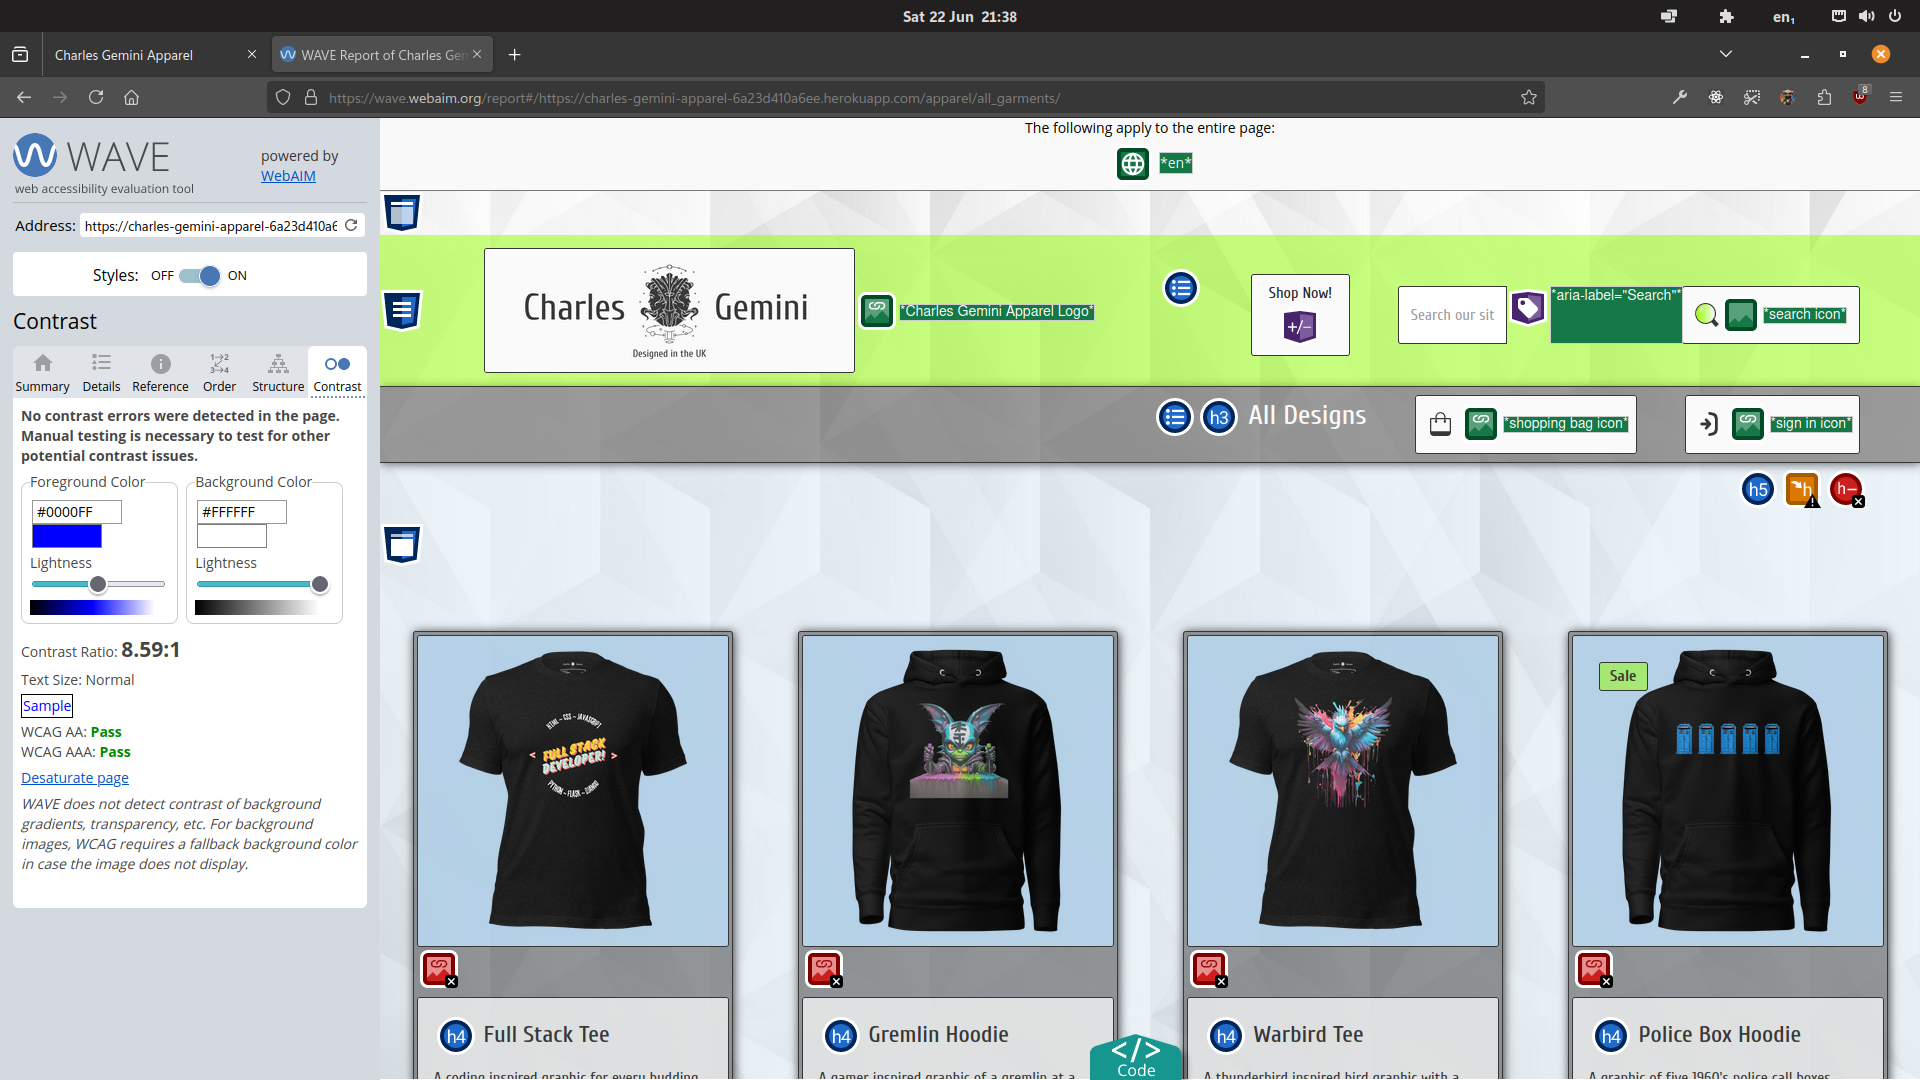 Sat 22 Jun 21:38
en₁
Charles Gemini Apparel
WAVE Report of Charles Gem
https://wave.webaim.org/report#/https://charles-gemini-apparel-6a23d410a6ee.herokuapp.com/apparel/all_garments/
8
WAVE
web accessibility evaluation tool
powered by
WebAIM
Address: https://charles-gemini-apparel-6a23d410a6
Styles: OFF ON
Contrast
Summary Details Reference Order Structure Contrast
No contrast errors were detected in the page.
Manual testing is necessary to test for other
potential contrast issues.
Foreground Color Background Color
#0000FF #FFFFFF
Lightness Lightness
Contrast Ratio: 8.59:1
Text Size: Normal
Sample
WCAG AA: Pass
WCAG AAA: Pass
Desaturate page
WAVE does not detect contrast of background
gradients, transparency, etc. For background
images, WCAG requires a fallback background color
in case the image does not display.
The following apply to the entire page:
*en*
Charles Gemini
Designed in the UK
*Charles Gemini Apparel Logo*
Shop Now!
+/-
Search our sit
*aria-label="Search"*
*search icon*
h3 All Designs
*shopping bag icon*
*sign in icon*
h5 h h–
HTML ~ CSS ~ JAVASCRIPT
< FULL STACK >
DEVELOPER!
PYTHON ~ FLASK ~ DJANGO
Sale
h4 Full Stack Tee
h4 Gremlin Hoodie
h4 Warbird Tee
h4 Police Box Hoodie
A coding inspired graphic for every budding
A gamer inspired graphic of a gremlin at a
A thunderbird inspired bird graphic with a
A graphic of five 1960's police call boxes
</>
Code